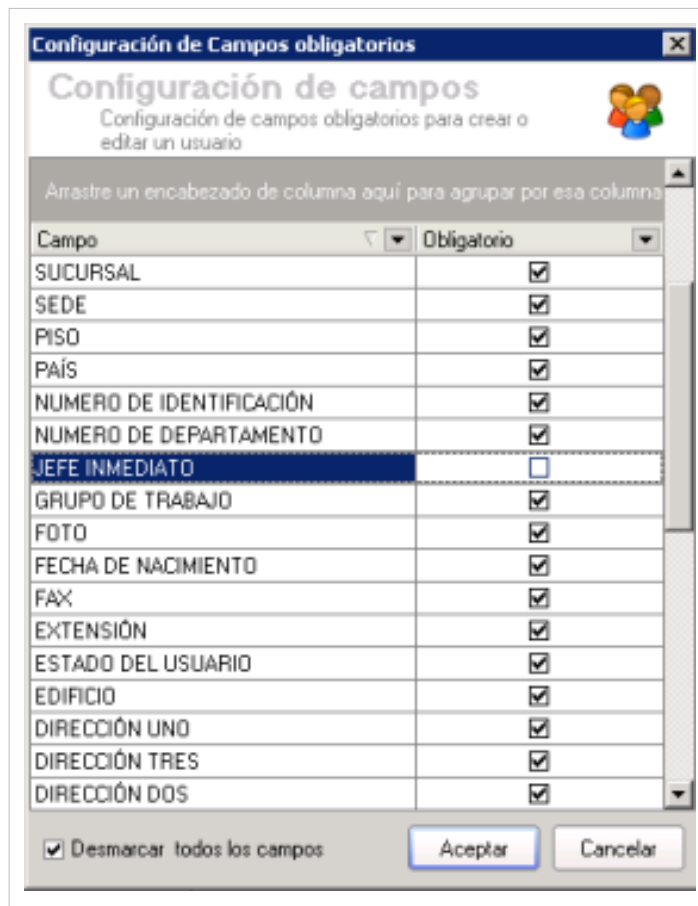 Configuración de Campos obligatorios
Configuración de campos
Configuración de campos obligatorios para crear o
editar un usuario
Arrastre un encabezado de columna aquí para agrupar por esa columna
Campo Obligatorio
SUCURSAL
SEDE
PISO
PAÍS
NUMERO DE IDENTIFICACIÓN
NUMERO DE DEPARTAMENTO
JEFE INMEDIATO
GRUPO DE TRABAJO
FOTO
FECHA DE NACIMIENTO
FAX
EXTENSIÓN
ESTADO DEL USUARIO
EDIFICIO
DIRECCIÓN UNO
DIRECCIÓN TRES
DIRECCIÓN DOS
Desmarcar todos los campos Aceptar Cancelar